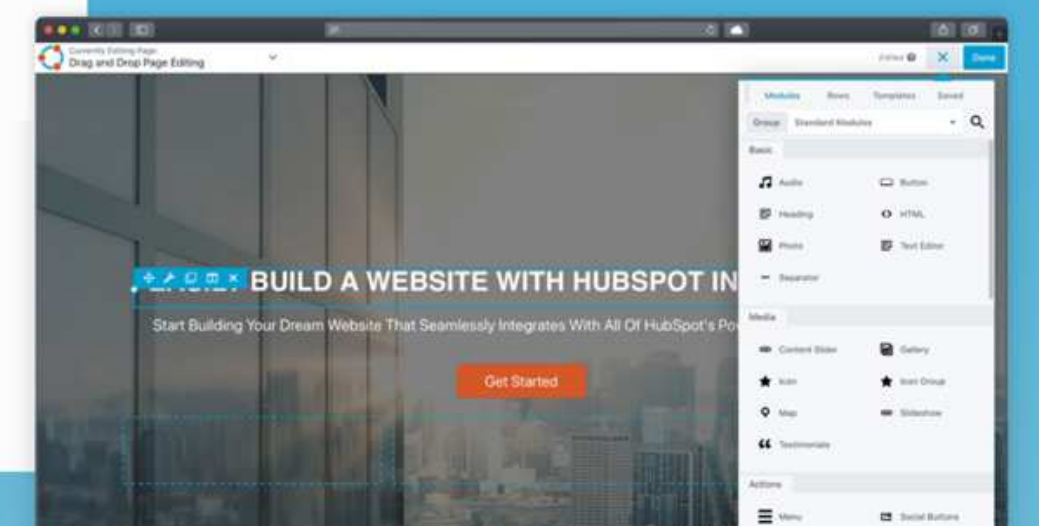 Currently Editing Page
Drag and Drop Page Editing
Edited
Done
Modules Rows Templates Saved
Group Standard Modules
Basic
Audio Button
Heading HTML
Photo Text Editor
Separator
BUILD A WEBSITE WITH HUBSPOT IN
Start Building Your Dream Website That Seamlessly Integrates With All Of HubSpot's
Get Started
Media
Content Slider Gallery
Icon Icon Group
Map Slideshow
Testimonials
Actions
Menu Social Buttons